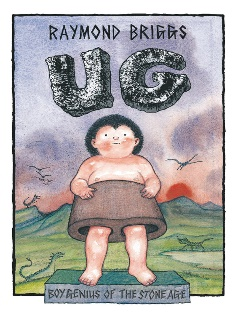 RAYMOND BRIGGS
UG
BOY GENIUS OF THE STONE AGE